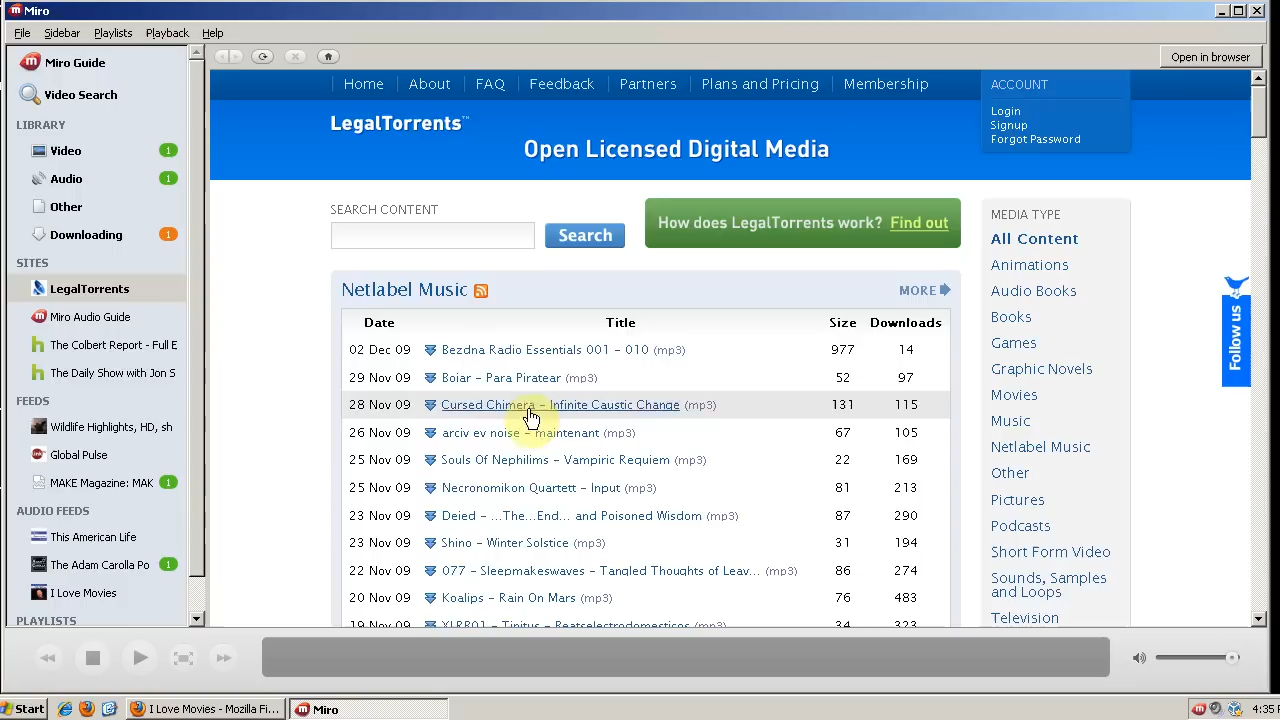 Miro
File Sidebar Playlists Playback Help
Miro Guide
Video Search
LIBRARY
Video 1
Audio 1
Other
Downloading 1
SITES
LegalTorrents
Miro Audio Guide
The Colbert Report - Full E
The Daily Show with Jon S
FEEDS
Wildlife Highlights, HD, sh
Global Pulse
MAKE Magazine: MAK 1
AUDIO FEEDS
This American Life
The Adam Carolla Po 1
I Love Movies
PLAYLISTS
Open in browser
Home About FAQ Feedback Partners Plans and Pricing Membership
ACCOUNT
Login
Signup
Forgot Password
LegalTorrents™
Open Licensed Digital Media
SEARCH CONTENT
Search
How does LegalTorrents work? Find out
Netlabel Music MORE
Date Title Size Downloads
02 Dec 09 Bezdna Radio Essentials 001 - 010 (mp3) 977 14
29 Nov 09 Boiar - Para Piratear (mp3) 52 97
28 Nov 09 Cursed Chimera - Infinite Caustic Change (mp3) 131 115
26 Nov 09 arciv ev noise - maintenant (mp3) 67 105
25 Nov 09 Souls Of Nephilims - Vampiric Requiem (mp3) 22 169
25 Nov 09 Necronomikon Quartett - Input (mp3) 81 213
23 Nov 09 Deied - ...The...End... and Poisoned Wisdom (mp3) 87 290
23 Nov 09 Shino - Winter Solstice (mp3) 31 194
22 Nov 09 077 - Sleepmakeswaves - Tangled Thoughts of Leav... (mp3) 86 274
20 Nov 09 Koalips - Rain On Mars (mp3) 76 483
19 Nov 09 XLRR01 - Tinitus - Beatselectrodomesticos (mp3) 34 323
MEDIA TYPE
All Content
Animations
Audio Books
Books
Games
Graphic Novels
Movies
Music
Netlabel Music
Other
Pictures
Podcasts
Short Form Video
Sounds, Samples
and Loops
Television
Follow us
Start
I Love Movies - Mozilla Fi...
Miro
4:35